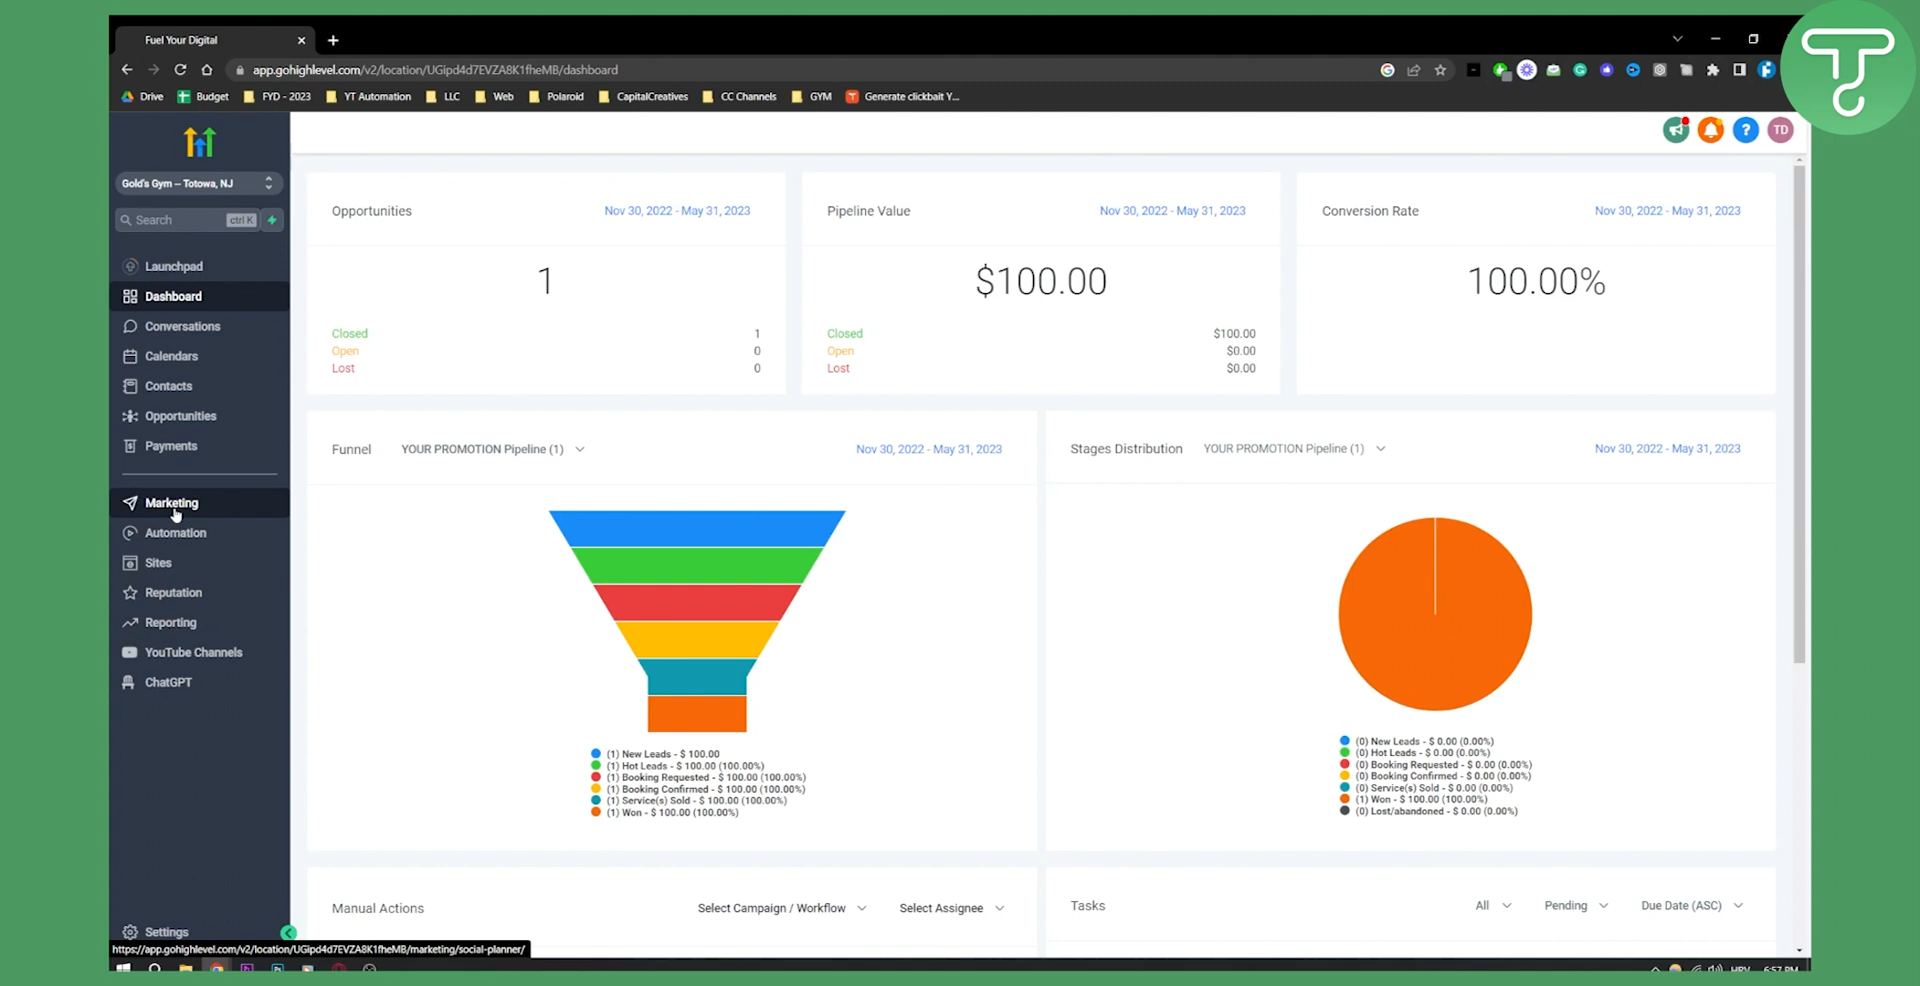 Fuel Your Digital
app.gohighlevel.com/v2/location/UGipd4d7EVZA8K1fheMB/dashboard
Drive Budget FYD - 2023 YT Automation LLC Web Polaroid CapitalCreatives CC Channels GYM Generate clickbait Y...
TD
Gold's Gym – Totowa, NJ
Search ctrl K
Launchpad
Dashboard
Conversations
Calendars
Contacts
Opportunities
Payments
Marketing
Automation
Sites
Reputation
Reporting
YouTube Channels
ChatGPT
Settings
Opportunities Nov 30, 2022 - May 31, 2023
1
Closed 1
Open 0
Lost 0
Pipeline Value Nov 30, 2022 - May 31, 2023
$100.00
Closed $100.00
Open $0.00
Lost $0.00
Conversion Rate Nov 30, 2022 - May 31, 2023
100.00%
Funnel YOUR PROMOTION Pipeline (1) Nov 30, 2022 - May 31, 2023
(1) New Leads - $ 100.00
(1) Hot Leads - $ 100.00 (100.00%)
(1) Booking Requested - $ 100.00 (100.00%)
(1) Booking Confirmed - $ 100.00 (100.00%)
(1) Service(s) Sold - $ 100.00 (100.00%)
(1) Won - $ 100.00 (100.00%)
Stages Distribution YOUR PROMOTION Pipeline (1) Nov 30, 2022 - May 31, 2023
(0) New Leads - $ 0.00 (0.00%)
(0) Hot Leads - $ 0.00 (0.00%)
(0) Booking Requested - $ 0.00 (0.00%)
(0) Booking Confirmed - $ 0.00 (0.00%)
(0) Service(s) Sold - $ 0.00 (0.00%)
(1) Won - $ 100.00 (100.00%)
(0) Lost/abandoned - $ 0.00 (0.00%)
Manual Actions Select Campaign / Workflow Select Assignee
Tasks All Pending Due Date (ASC)
https://app.gohighlevel.com/v2/location/UGipd4d7EVZA8K1fheMB/marketing/social-planner/
HRV 6:57 PM